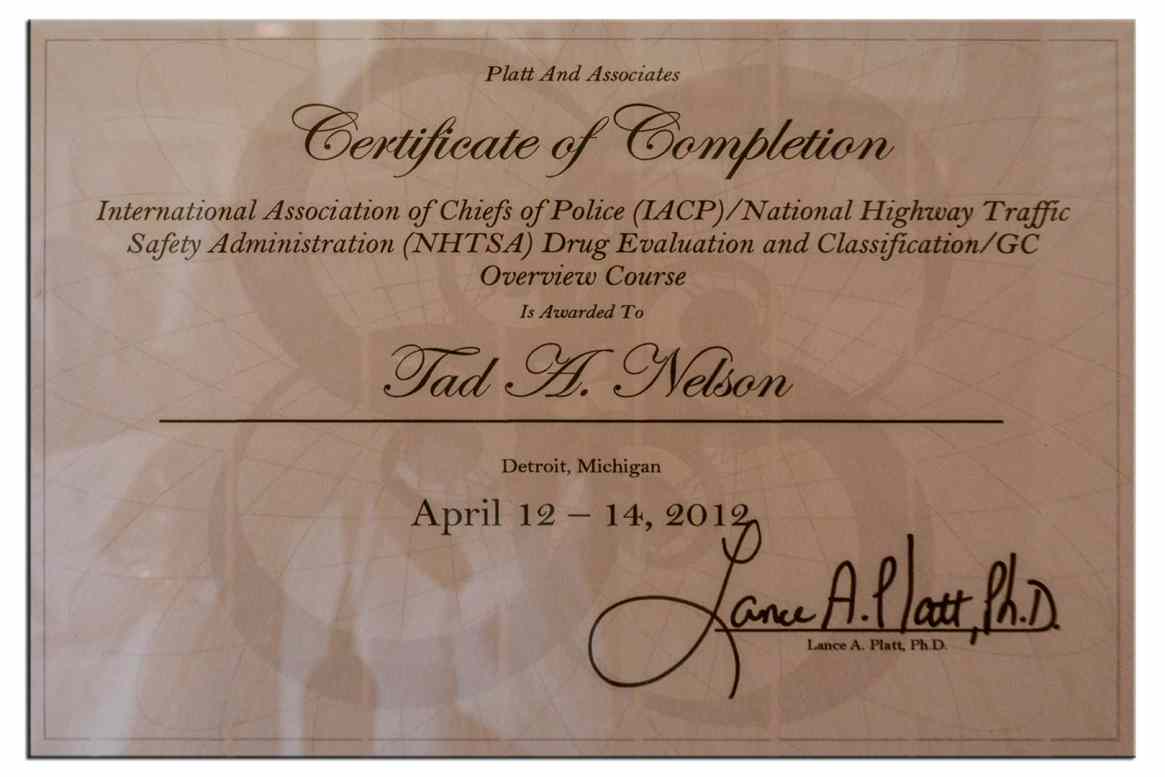 Platt And Associates
Certificate of Completion
International Association of Chiefs of Police (IACP)/National Highway Traffic
Safety Administration (NHTSA) Drug Evaluation and Classification/GC
Overview Course
Is Awarded To
Tad A. Nelson
Detroit, Michigan
April 12 – 14, 2012
Lance A. Platt, Ph.D.
Lance A. Platt, Ph.D.